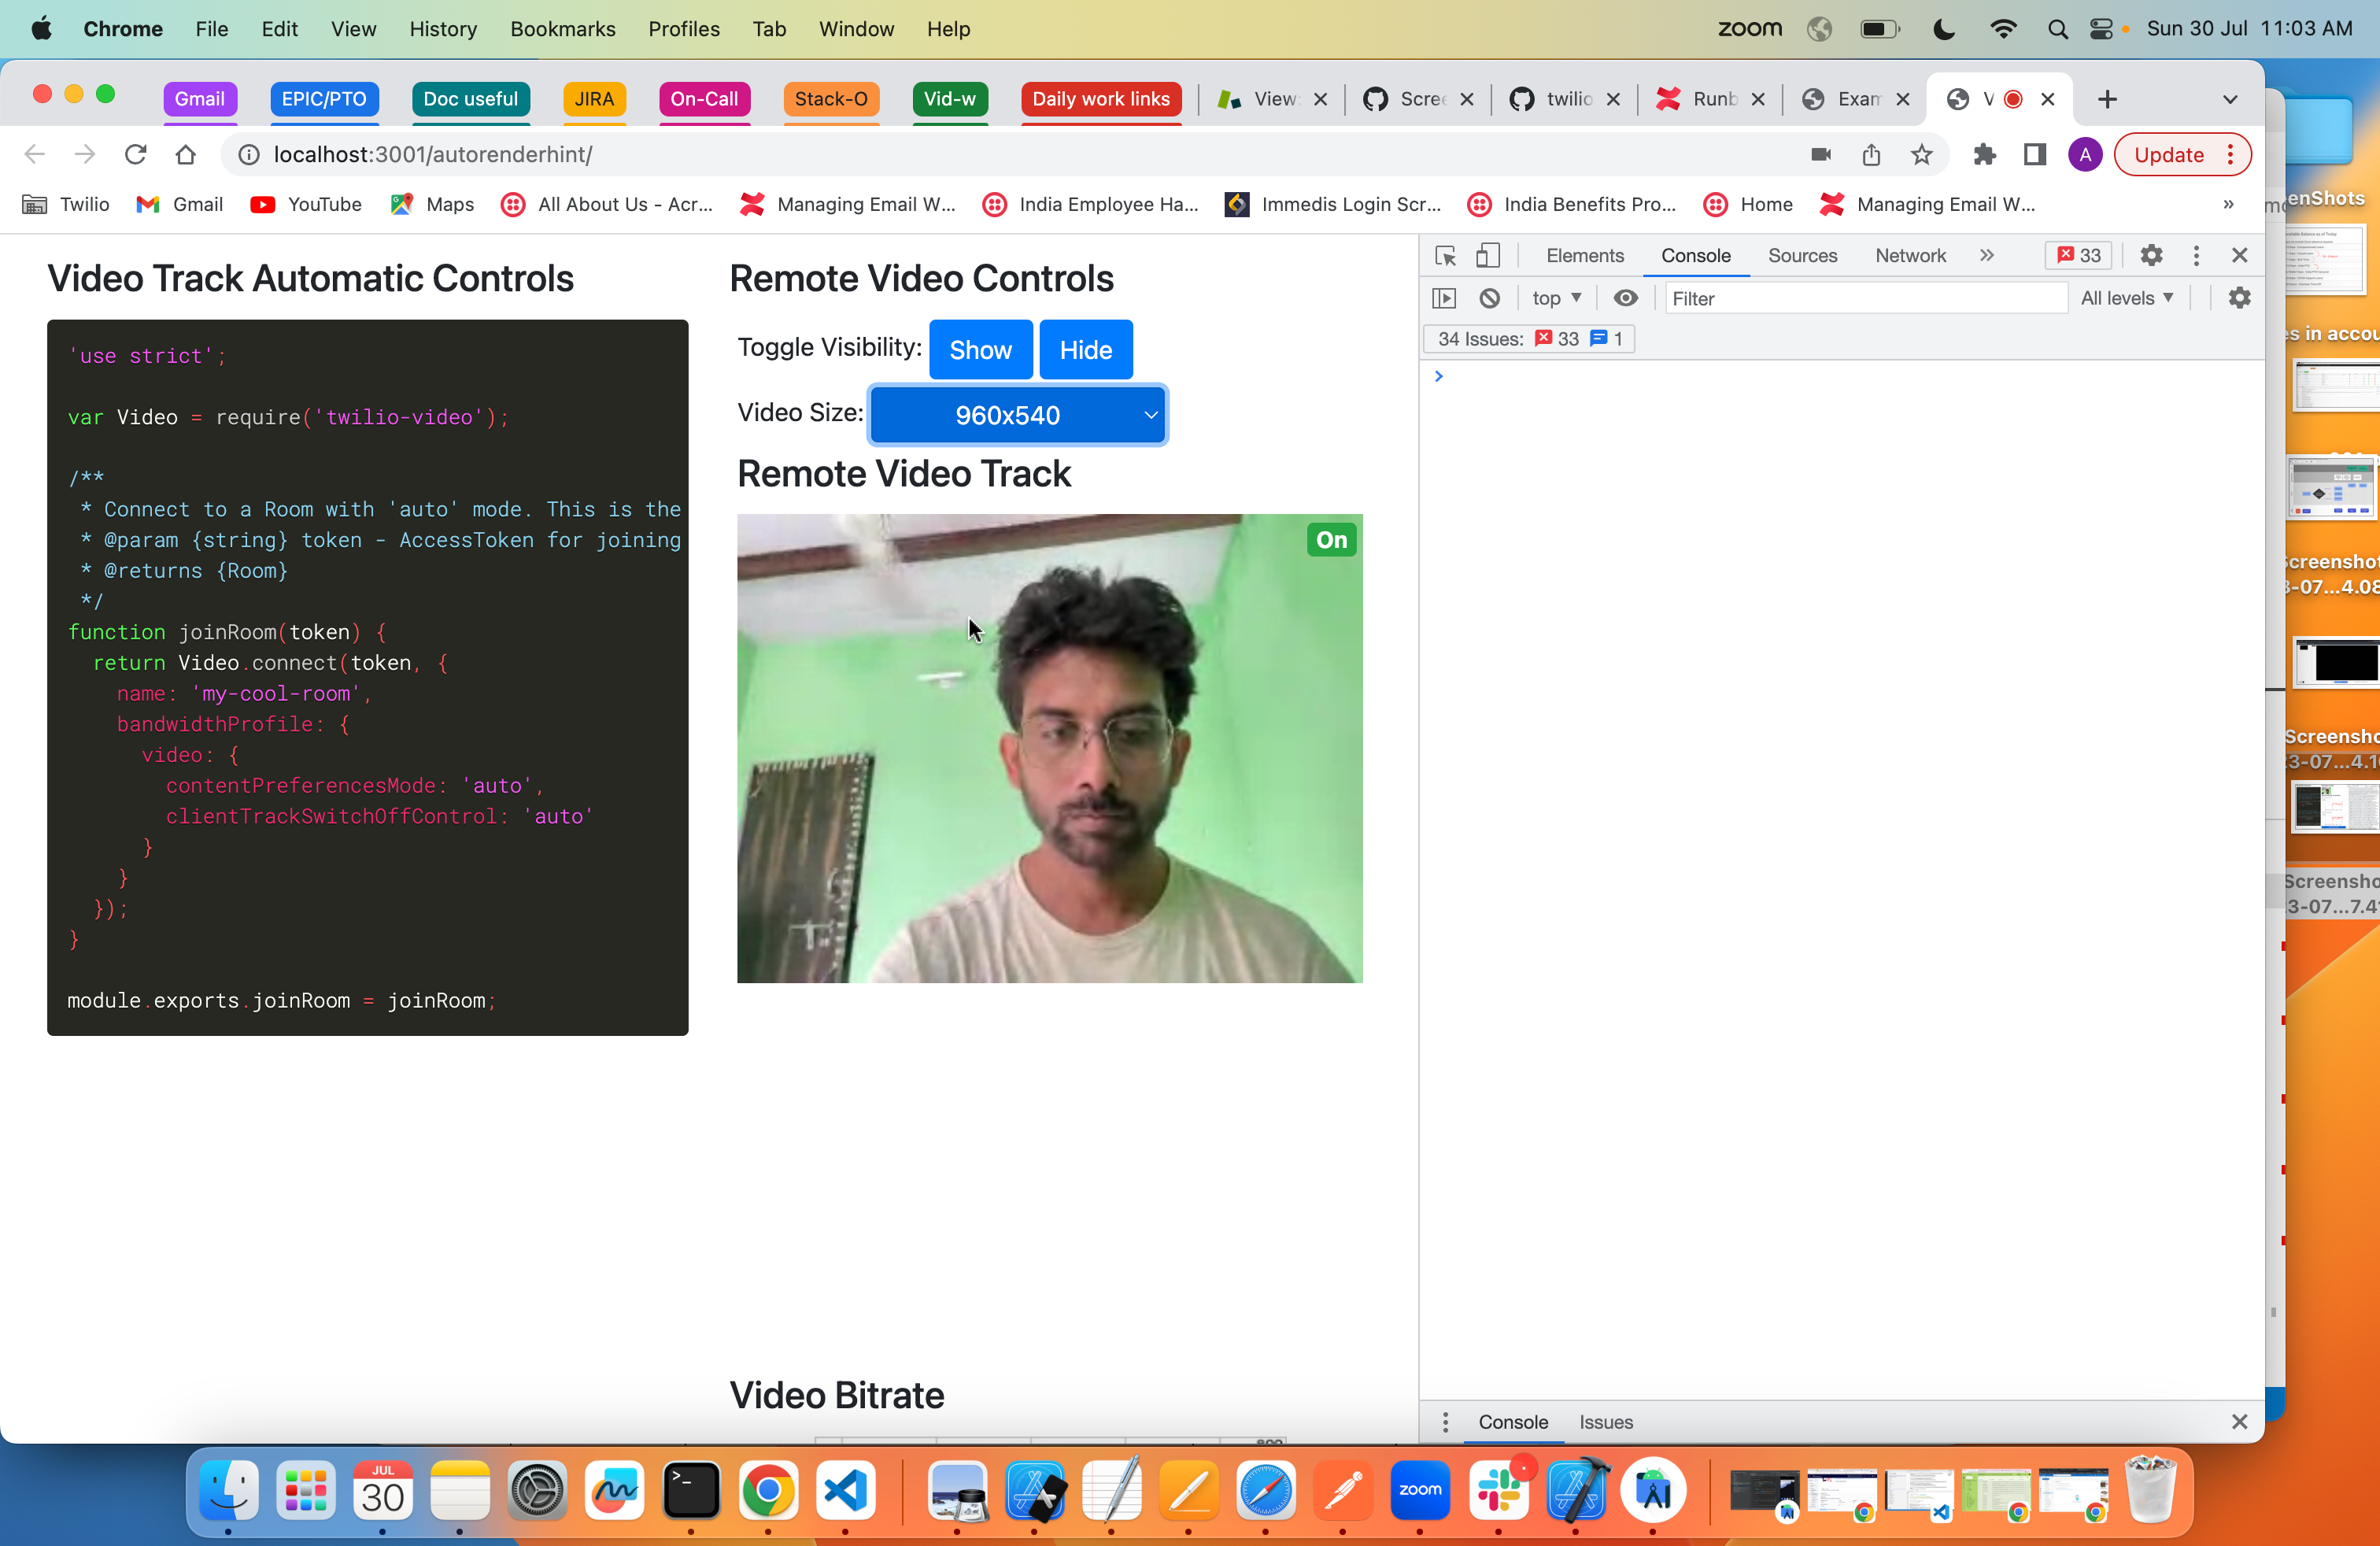 Chrome File Edit View History Bookmarks Profiles Tab Window Help zoom Sun 30 Jul 11:03 AM
Gmail EPIC/PTO Doc useful JIRA On-Call Stack-O Vid-w Daily work links View: Scree twilio Runb Exam V
localhost:3001/autorenderhint/ A Update
Twilio Gmail YouTube Maps All About Us - Acr... Managing Email W... India Employee Ha... Immedis Login Scr... India Benefits Pro... Home Managing Email W... »
Video Track Automatic Controls
'use strict';
var Video = require('twilio-video');
/**
* Connect to a Room with 'auto' mode. This is the
* @param {string} token - AccessToken for joining
* @returns {Room}
*/
function joinRoom(token) {
return Video.connect(token, {
name: 'my-cool-room',
bandwidthProfile: {
video: {
contentPreferencesMode: 'auto',
clientTrackSwitchOffControl: 'auto'
}
}
});
}
module.exports.joinRoom = joinRoom;
Remote Video Controls
Toggle Visibility: Show Hide
Video Size: 960x540
Remote Video Track
On
Video Bitrate
Elements Console Sources Network » 33
top Filter All levels
34 Issues: 33 1
Console Issues
enShots
s in accou
Screenshot
3-07...4.08
Screensho
3-07...4.1
Screensho
3-07...7.4
JUL
30
zoom